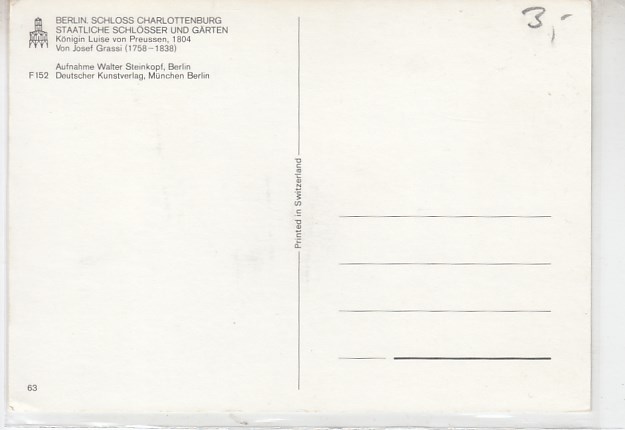 BERLIN. SCHLOSS CHARLOTTENBURG
STAATLICHE SCHLÖSSER UND GÄRTEN
Königin Luise von Preussen, 1804
Von Josef Grassi (1758–1838)
Aufnahme Walter Steinkopf, Berlin
F152 Deutscher Kunstverlag, München Berlin
3,-
Printed in Switzerland
63